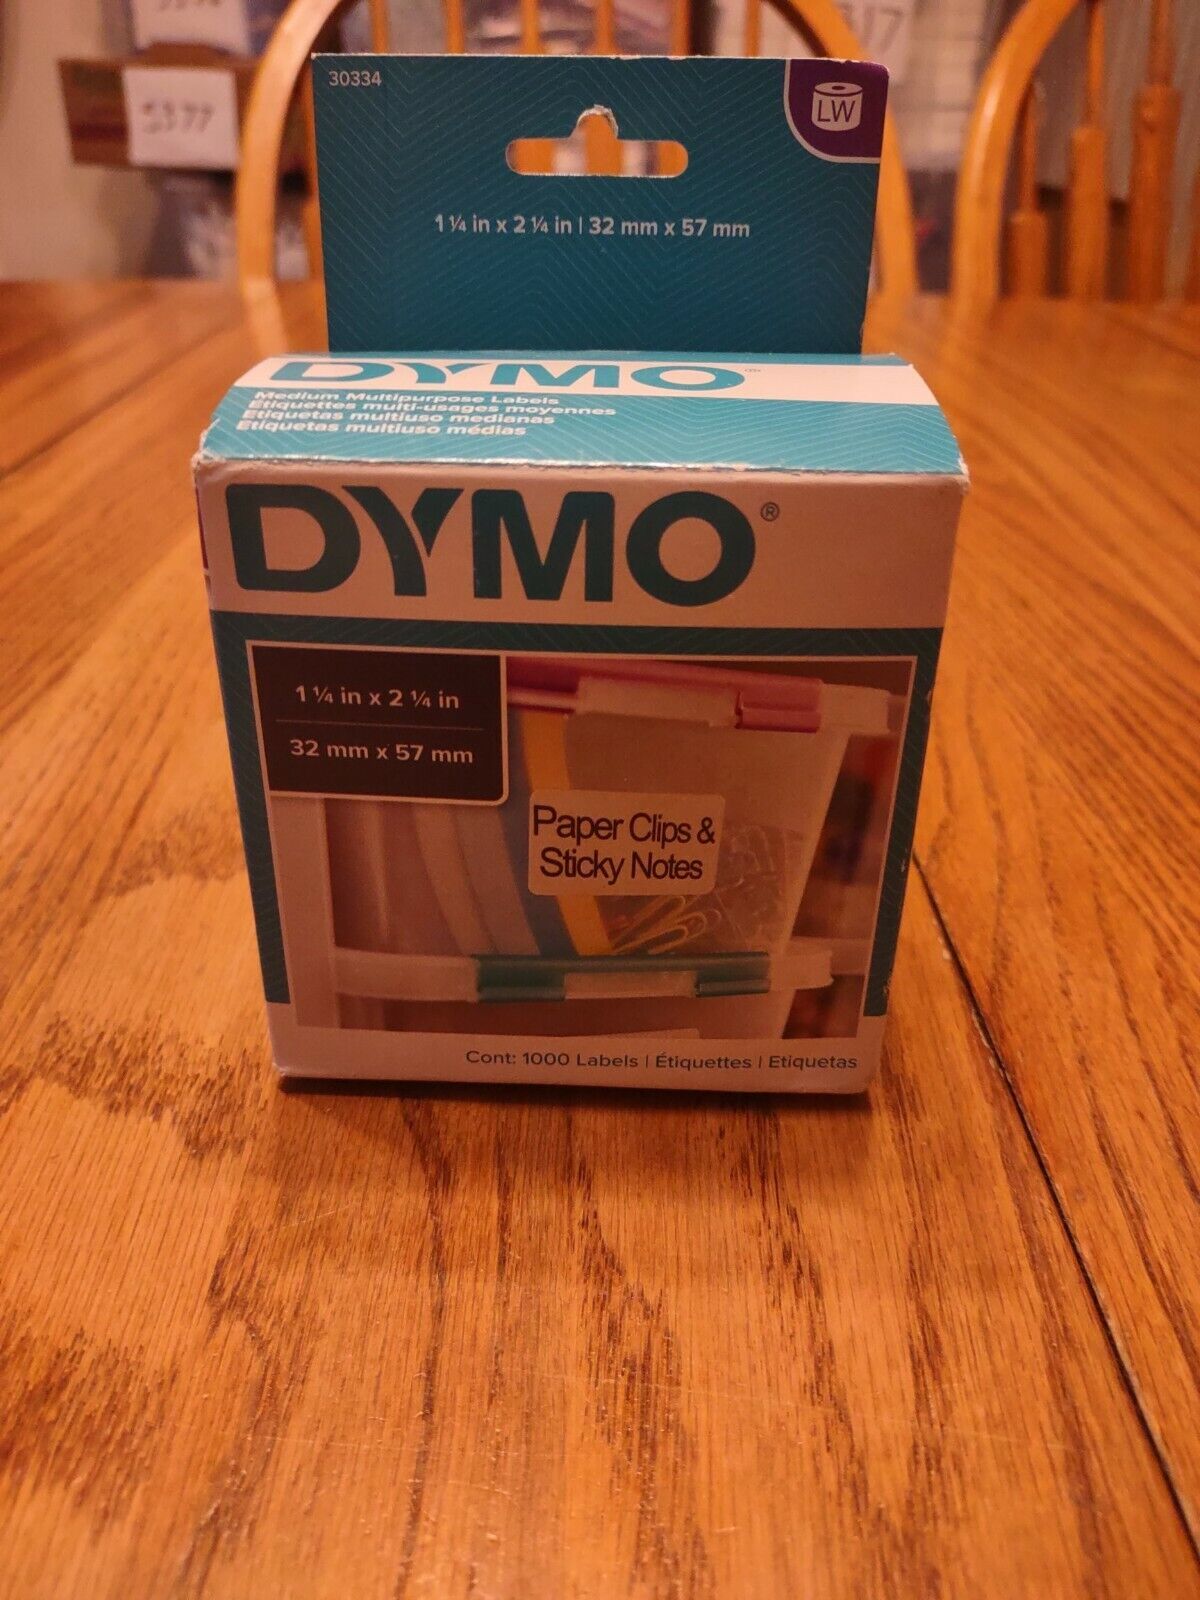 5377
317
30334
LW
1 ¼ in x 2 ¼ in | 32 mm x 57 mm
DYMO®
Medium Multipurpose Labels
Étiquettes multi-usages moyennes
Etiquetas multiuso medianas
Etiquetas multiuso médias
DYMO®
1 ¼ in x 2 ¼ in
32 mm x 57 mm
Paper Clips &
Sticky Notes
Cont: 1000 Labels | Étiquettes | Etiquetas